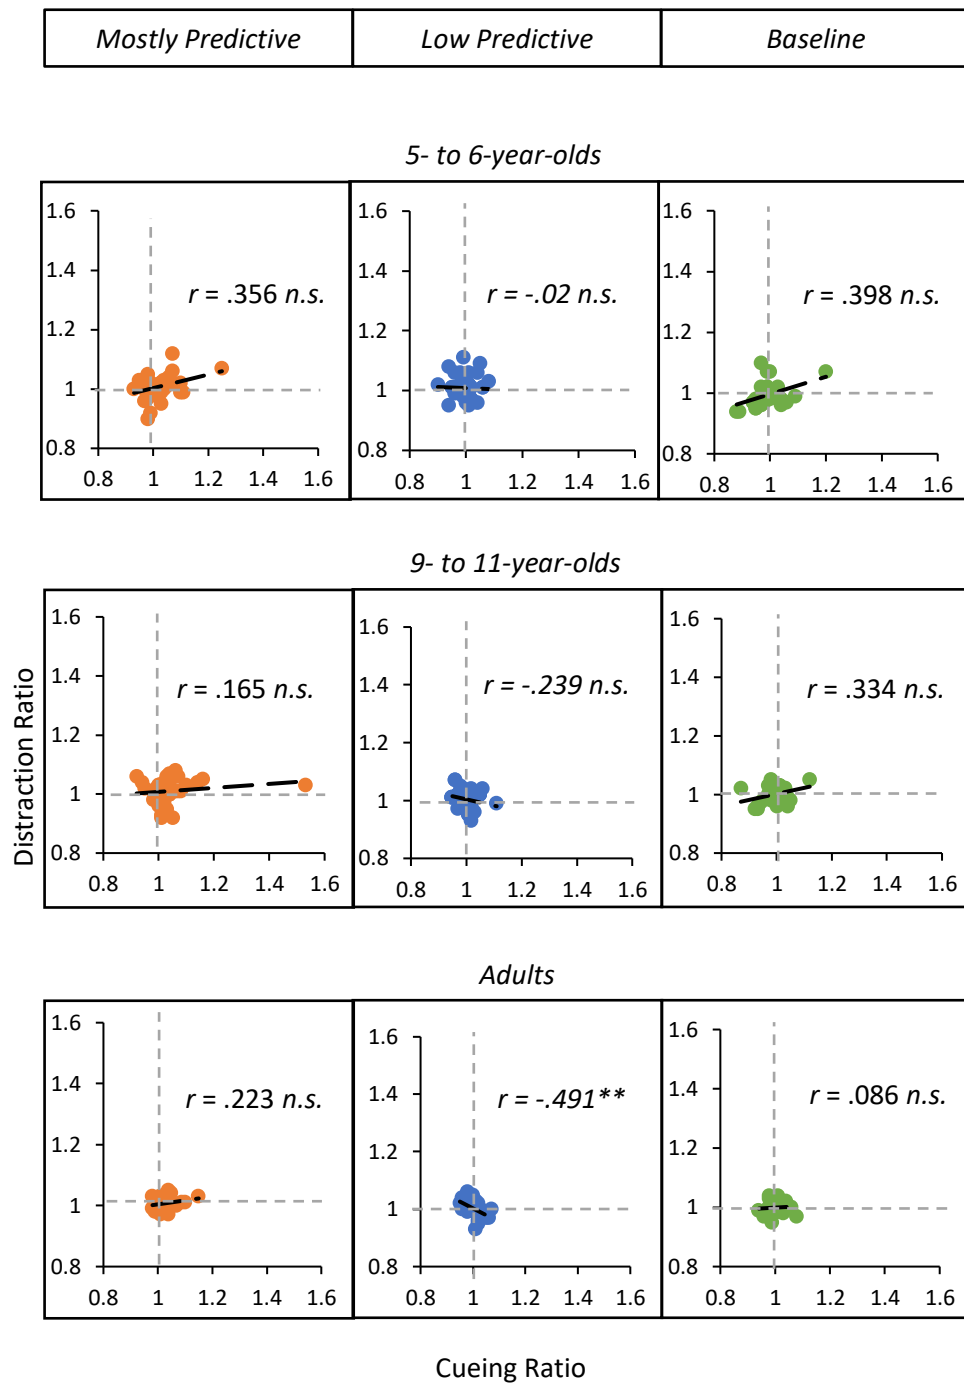 Mostly Predictive Low Predictive Baseline
5- to 6-year-olds
1.6 1.4 1.2 1 0.8
0.8 1 1.2 1.4 1.6
r = .356 n.s.
1.6 1.4 1.2 1.0 0.8
0.8 1 1.2 1.4 1.6
r = -.02 n.s.
1.6 1.4 1.2 1 0.8
0.8 1 1.2 1.4 1.6
r = .398 n.s.
9- to 11-year-olds
Distraction Ratio
1.6 1.4 1.2 1 0.8
0.8 1 1.2 1.4 1.6
r = .165 n.s.
1.6 1.4 1.2 1 0.8
0.8 1 1.2 1.4 1.6
r = -.239 n.s.
1.6 1.4 1.2 1 0.8
0.8 1 1.2 1.4 1.6
r = .334 n.s.
Adults
1.6 1.4 1.2 1 0.8
0.8 1 1.2 1.4 1.6
r = .223 n.s.
1.6 1.4 1.2 1 0.8
0.8 1 1.2 1.4 1.6
r = -.491**
1.6 1.4 1.2 1 0.8
0.8 1 1.2 1.4 1.6
r = .086 n.s.
Cueing Ratio